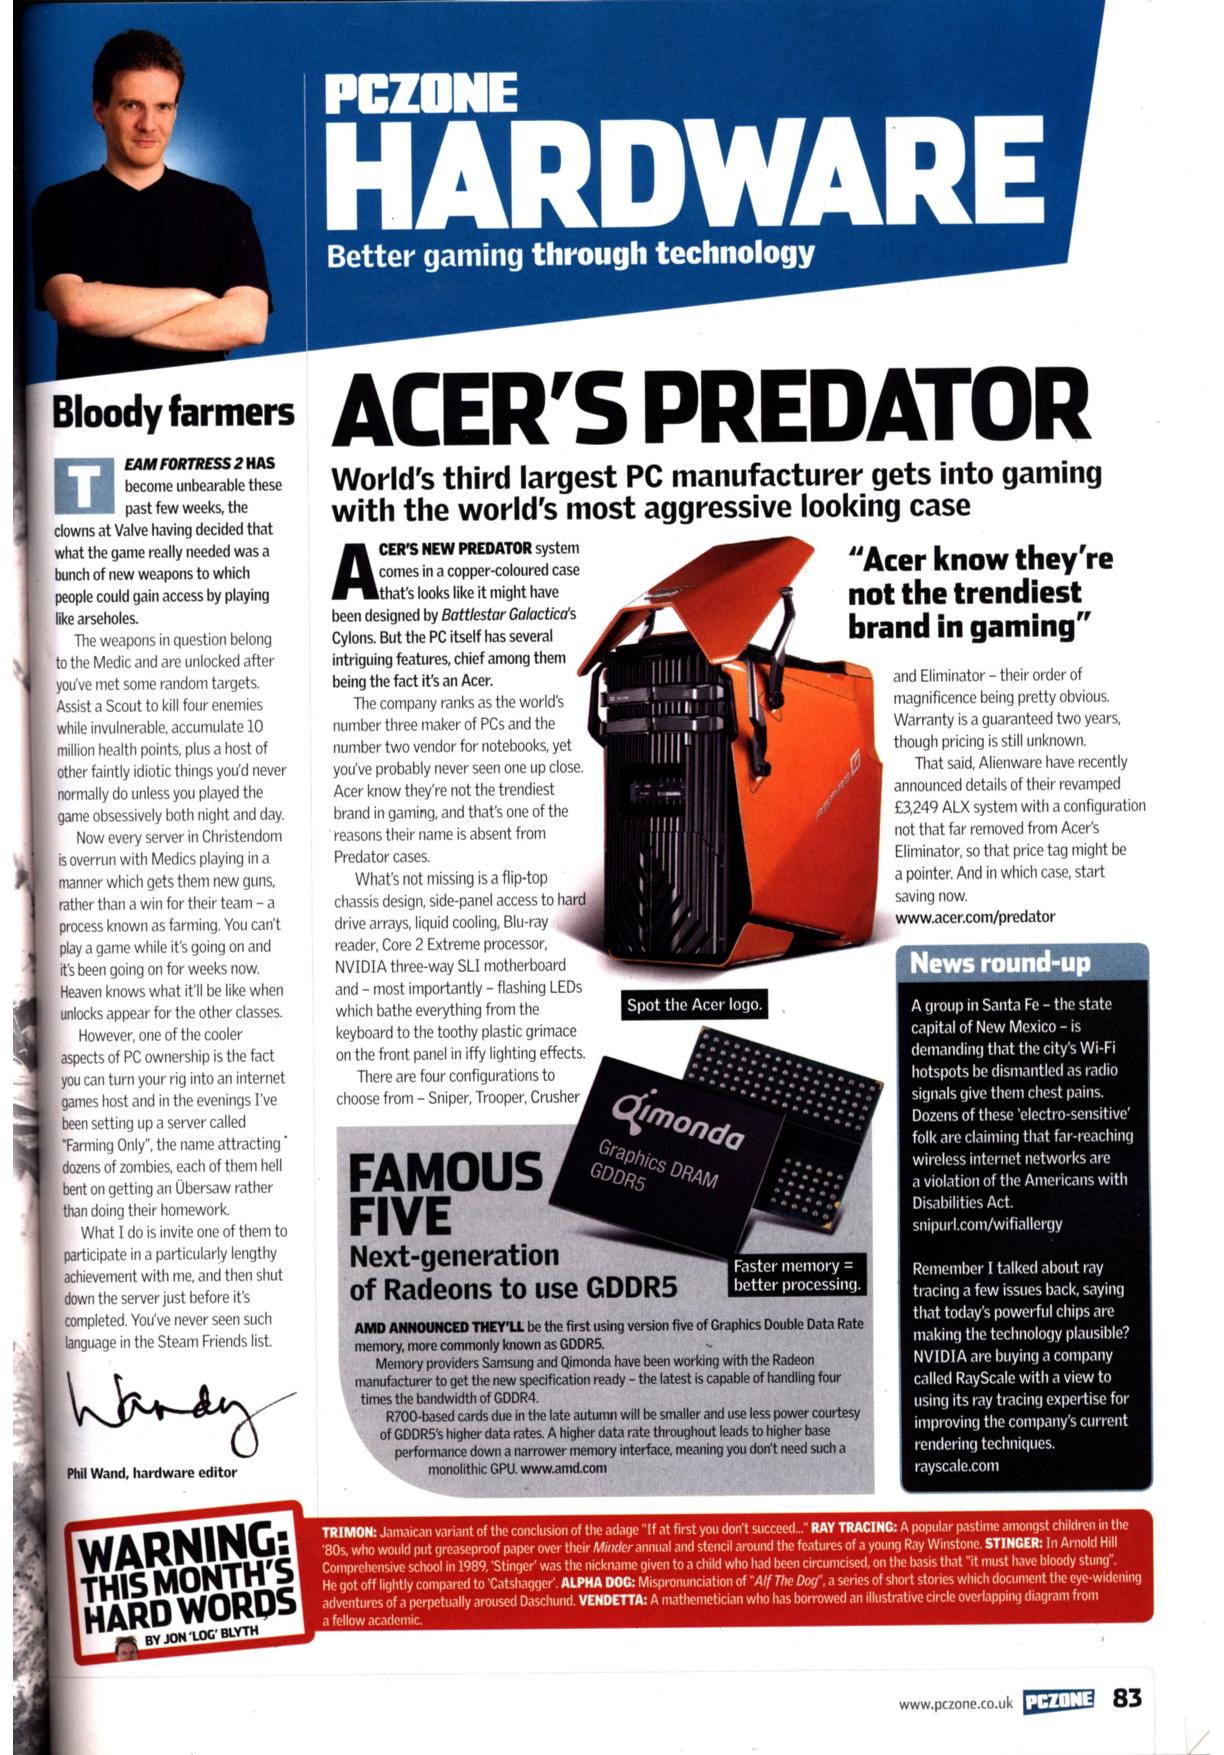 PCZONE
HARDWARE
Better gaming through technology
Bloody farmers
TEAM FORTRESS 2 HAS
become unbearable these
past few weeks, the
clowns at Valve having decided that
what the game really needed was a
bunch of new weapons to which
people could gain access by playing
like arseholes.
The weapons in question belong
to the Medic and are unlocked after
you've met some random targets.
Assist a Scout to kill four enemies
while invulnerable, accumulate 10
million health points, plus a host of
other faintly idiotic things you'd never
normally do unless you played the
game obsessively both night and day.
Now every server in Christendom
is overrun with Medics playing in a
manner which gets them new guns,
rather than a win for their team – a
process known as farming. You can't
play a game while it's going on and
it's been going on for weeks now.
Heaven knows what it'll be like when
unlocks appear for the other classes.
However, one of the cooler
aspects of PC ownership is the fact
you can turn your rig into an internet
games host and in the evenings I've
been setting up a server called
"Farming Only", the name attracting
dozens of zombies, each of them hell
bent on getting an Übersaw rather
than doing their homework.
What I do is invite one of them to
participate in a particularly lengthy
achievement with me, and then shut
down the server just before it's
completed. You've never seen such
language in the Steam Friends list.
Wandy
Phil Wand, hardware editor
ACER'S PREDATOR
World's third largest PC manufacturer gets into gaming
with the world's most aggressive looking case
ACER'S NEW PREDATOR system
comes in a copper-coloured case
that's looks like it might have
been designed by Battlestar Galactica's
Cylons. But the PC itself has several
intriguing features, chief among them
being the fact it's an Acer.
The company ranks as the world's
number three maker of PCs and the
number two vendor for notebooks, yet
you've probably never seen one up close.
Acer know they're not the trendiest
brand in gaming, and that's one of the
reasons their name is absent from
Predator cases.
What's not missing is a flip-top
chassis design, side-panel access to hard
drive arrays, liquid cooling, Blu-ray
reader, Core 2 Extreme processor,
NVIDIA three-way SLI motherboard
and – most importantly – flashing LEDs
which bathe everything from the
keyboard to the toothy plastic grimace
on the front panel in iffy lighting effects.
There are four configurations to
choose from – Sniper, Trooper, Crusher
ASPIRE G
Spot the Acer logo.
"Acer know they're
not the trendiest
brand in gaming"
and Eliminator – their order of
magnificence being pretty obvious.
Warranty is a guaranteed two years,
though pricing is still unknown.
That said, Alienware have recently
announced details of their revamped
£3,249 ALX system with a configuration
not that far removed from Acer's
Eliminator, so that price tag might be
a pointer. And in which case, start
saving now.
www.acer.com/predator
FAMOUS
FIVE
Next-generation
of Radeons to use GDDR5
Qimonda
Graphics DRAM
GDDR5
Faster memory =
better processing.
AMD ANNOUNCED THEY'LL be the first using version five of Graphics Double Data Rate
memory, more commonly known as GDDR5.
Memory providers Samsung and Qimonda have been working with the Radeon
manufacturer to get the new specification ready – the latest is capable of handling four
times the bandwidth of GDDR4.
R700-based cards due in the late autumn will be smaller and use less power courtesy
of GDDR5's higher data rates. A higher data rate throughout leads to higher base
performance down a narrower memory interface, meaning you don't need such a
monolithic GPU. www.amd.com
News round-up
A group in Santa Fe – the state
capital of New Mexico – is
demanding that the city's Wi-Fi
hotspots be dismantled as radio
signals give them chest pains.
Dozens of these 'electro-sensitive'
folk are claiming that far-reaching
wireless internet networks are
a violation of the Americans with
Disabilities Act.
snipurl.com/wifiallergy
Remember I talked about ray
tracing a few issues back, saying
that today's powerful chips are
making the technology plausible?
NVIDIA are buying a company
called RayScale with a view to
using its ray tracing expertise for
improving the company's current
rendering techniques.
rayscale.com
WARNING:
THIS MONTH'S
HARD WORDS
BY JON 'LOG' BLYTH
TRIMON: Jamaican variant of the conclusion of the adage "If at first you don't succeed..." RAY TRACING: A popular pastime amongst children in the
'80s, who would put greaseproof paper over their Minder annual and stencil around the features of a young Ray Winstone. STINGER: In Arnold Hill
Comprehensive school in 1989, 'Stinger' was the nickname given to a child who had been circumcised, on the basis that "it must have bloody stung".
He got off lightly compared to 'Catshagger'. ALPHA DOG: Mispronunciation of "Alf The Dog", a series of short stories which document the eye-widening
adventures of a perpetually aroused Daschund. VENDETTA: A mathemetician who has borrowed an illustrative circle overlapping diagram from
a fellow academic.
www.pczone.co.uk PCZONE 83